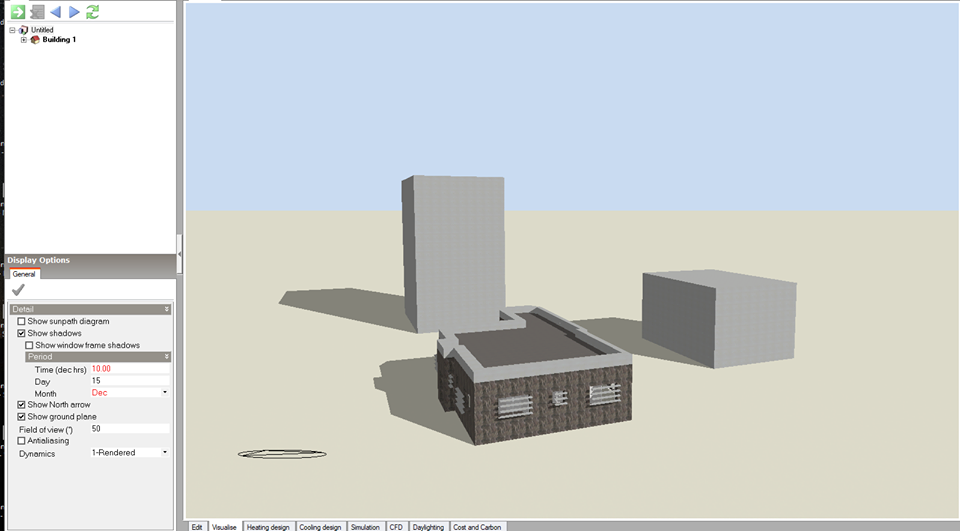 Untitled
Building 1
Display Options
General
Detail
Show sunpath diagram
Show shadows
Show window frame shadows
Period
Time (dec hrs) 10.00
Day 15
Month Dec
Show North arrow
Show ground plane
Field of view (°) 50
Antialiasing
Dynamics 1-Rendered
Edit Visualise Heating design Cooling design Simulation CFD Daylighting Cost and Carbon